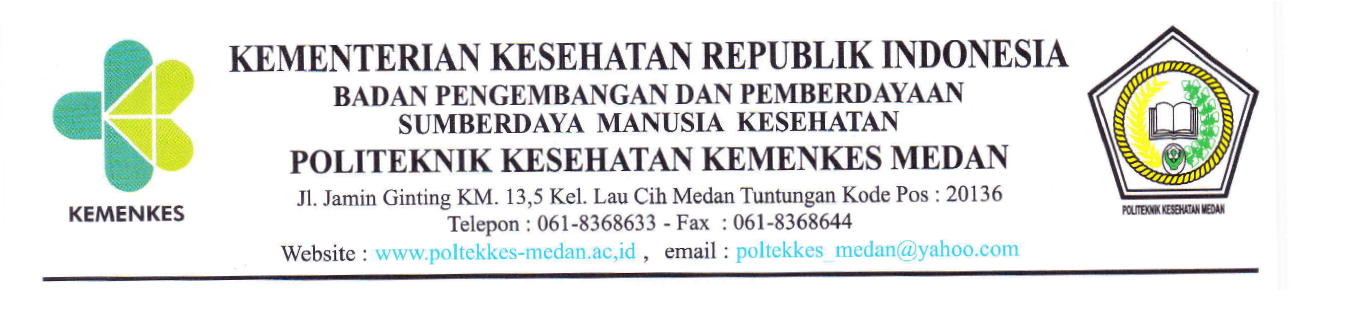 KEMENTERIAN KESEHATAN REPUBLIK INDONESIA
BADAN PENGEMBANGAN DAN PEMBERDAYAAN
SUMBERDAYA MANUSIA KESEHATAN
POLITEKNIK KESEHATAN KEMENKES MEDAN
Jl. Jamin Ginting KM. 13,5 Kel. Lau Cih Medan Tuntungan Kode Pos : 20136
Telepon : 061-8368633 - Fax : 061-8368644
Website : www.poltekkes-medan.ac,id , email : poltekkes_medan@yahoo.com
KEMENKES
POLITEKNIK KESEHATAN MEDAN